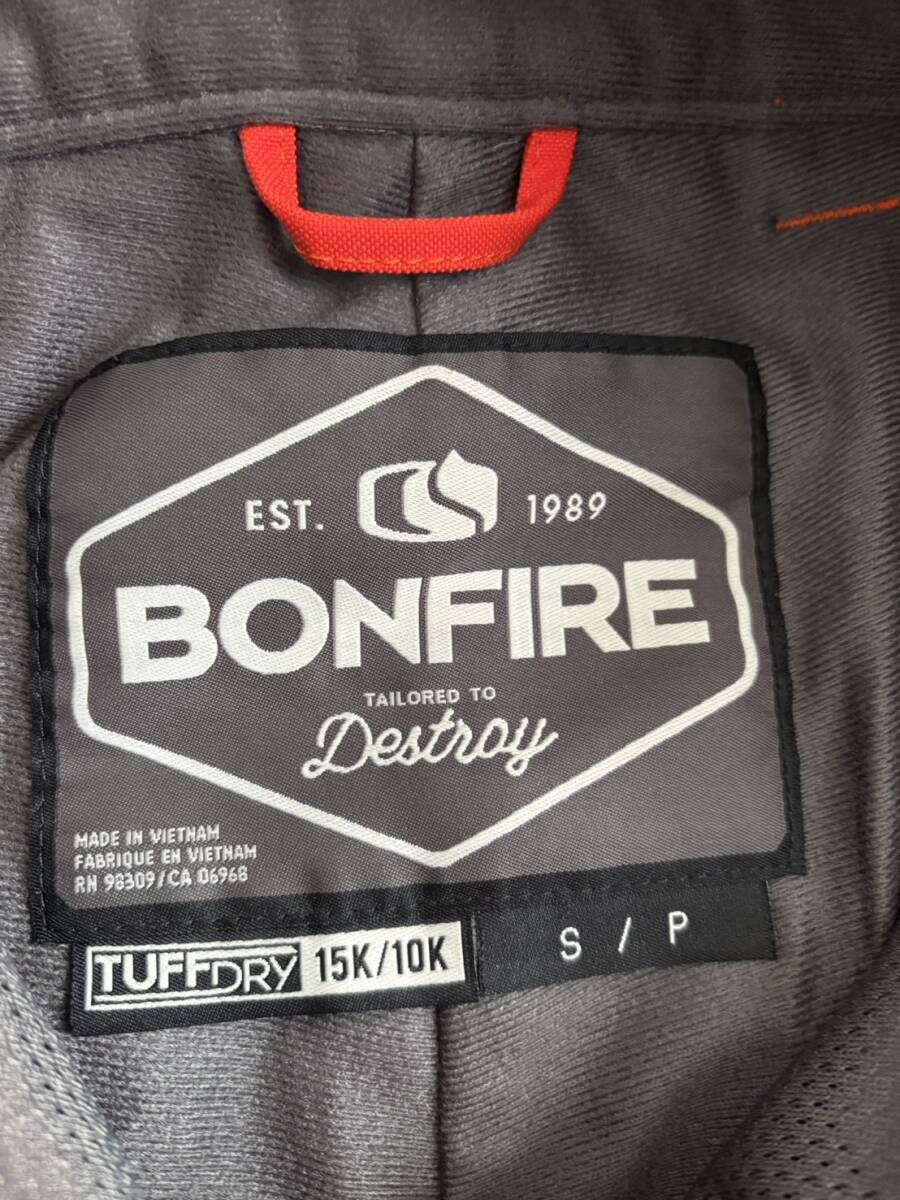 EST. 1989
BONFIRE
TAILORED TO
Destroy
MADE IN VIETNAM
FABRIQUE EN VIETNAM
RN 98309/CA 06968
TUFFDRY 15K/10K
S / P